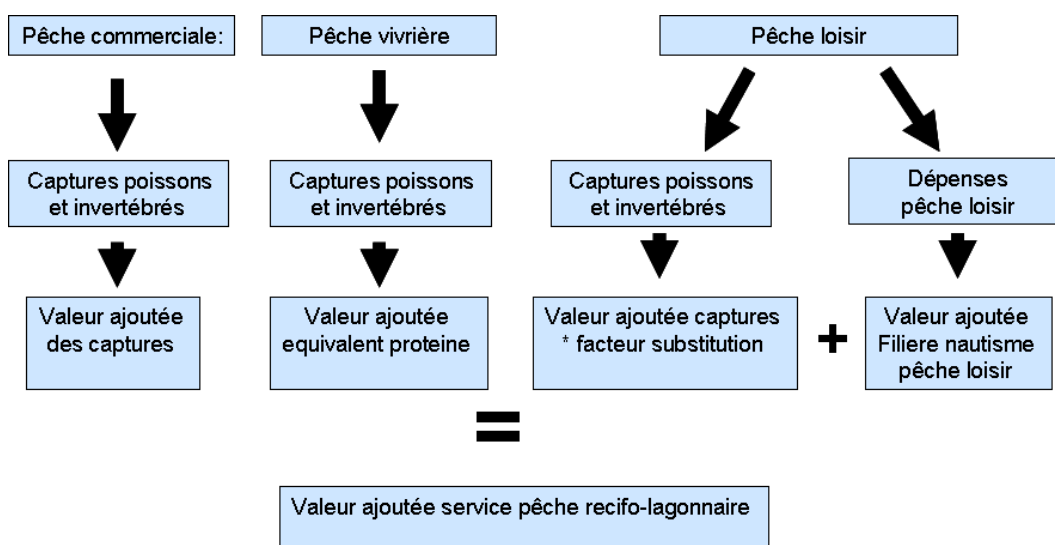 Pêche commerciale:
Pêche vivrière
Pêche loisir
Captures poissons
et invertébrés
Captures poissons
et invertébrés
Captures poissons
et invertébrés
Dépenses
pêche loisir
Valeur ajoutée
des captures
Valeur ajoutée
equivalent proteine
Valeur ajoutée captures
* facteur substitution
+
Valeur ajoutée
Filiere nautisme
pêche loisir
=
Valeur ajoutée service pêche recifo-lagonnaire